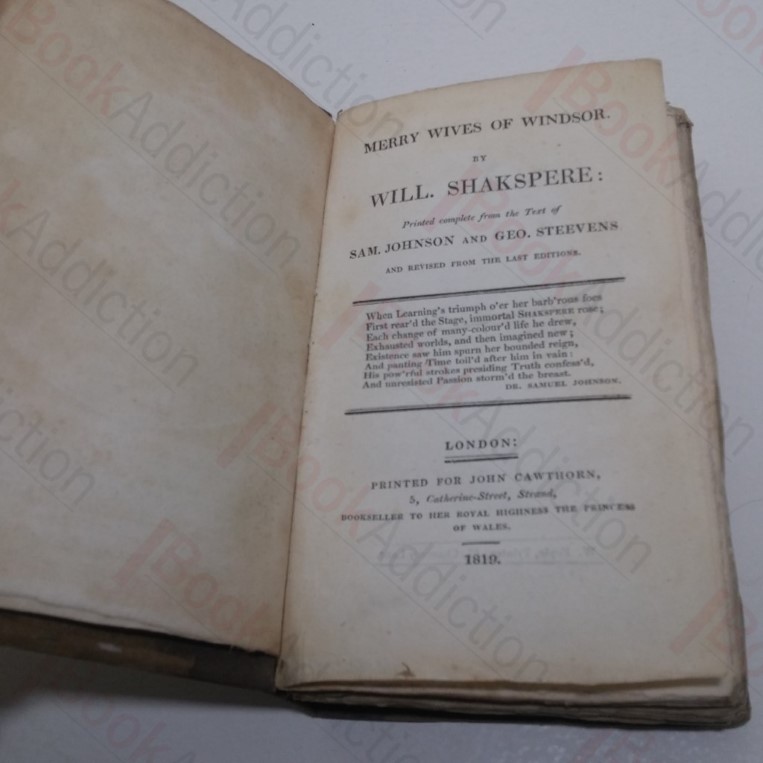 MERRY WIVES OF WINDSOR.
BY
WILL. SHAKSPERE:
Printed complete from the Text of
SAM. JOHNSON AND GEO. STEEVENS
AND REVISED FROM THE LAST EDITIONS.
When Learning's triumph o'er her barb'rous foes
First rear'd the Stage, immortal SHAKSPERE rose;
Each change of many-colour'd life he drew,
Exhausted worlds, and then imagined new;
Existence saw him spurn her bounded reign,
And panting Time toil'd after him in vain:
His pow'rful strokes presiding Truth confess'd,
And unresisted Passion storm'd the breast.
DR. SAMUEL JOHNSON.
LONDON:
PRINTED FOR JOHN CAWTHORN,
5, Catherine-Street, Strand,
BOOKSELLER TO HER ROYAL HIGHNESS THE PRINCESS
OF WALES.
1819.
BookAddiction